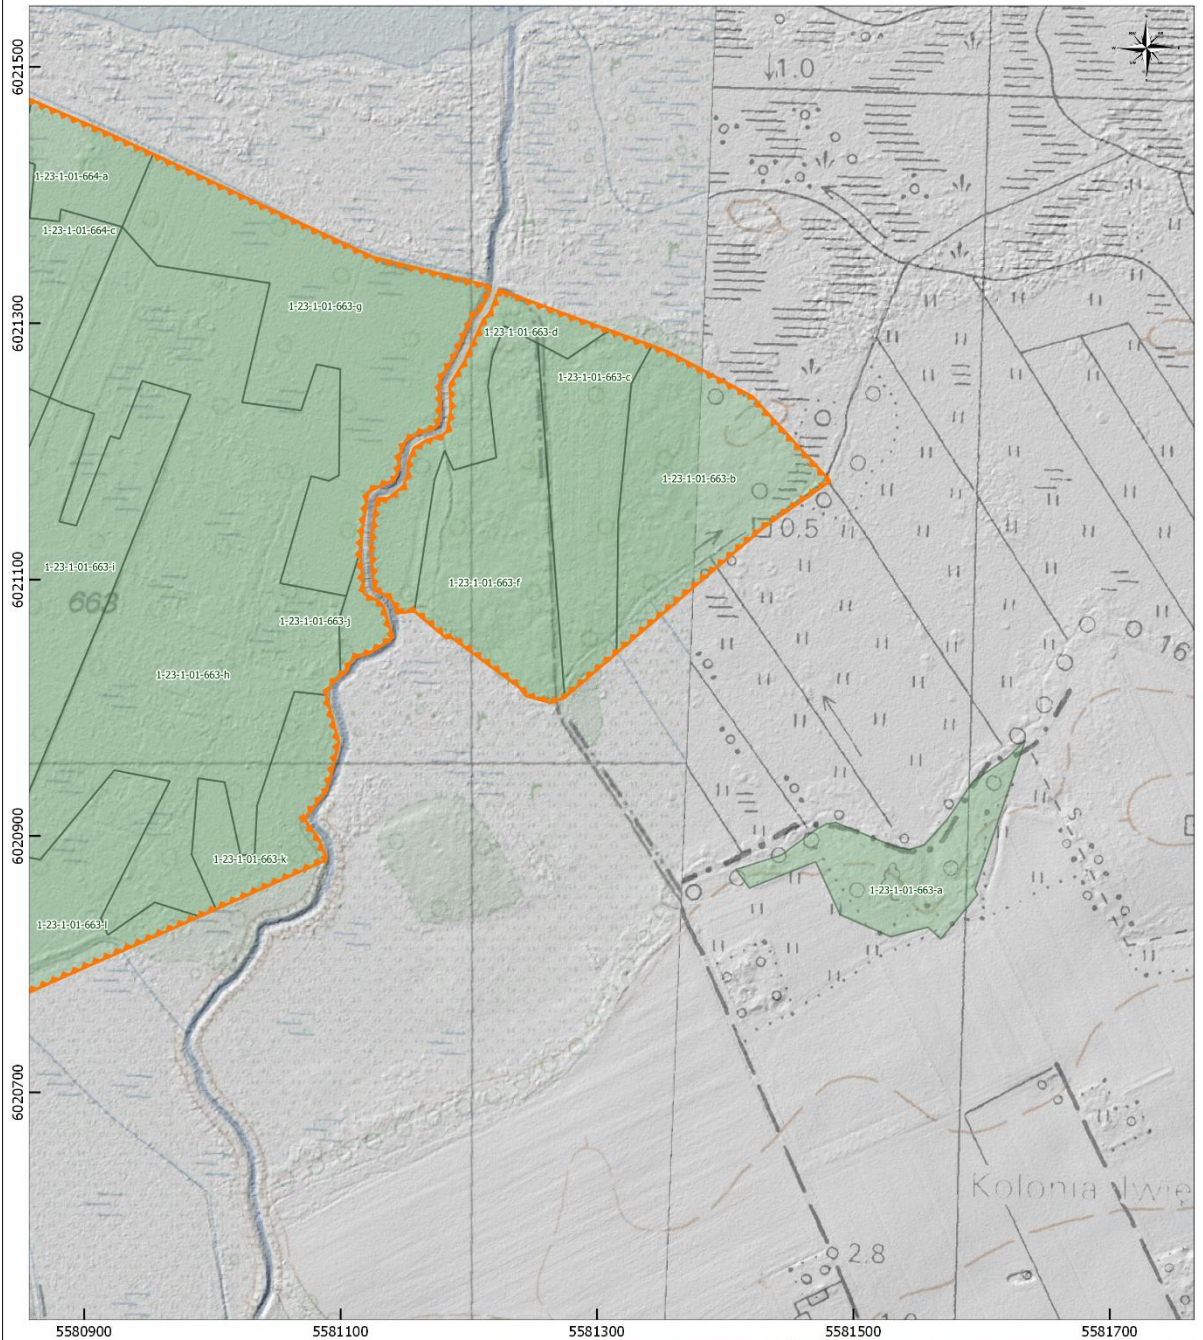 6021500
1.0
1-23-1-01-664-a
1-23-1-01-664-c
1-23-1-01-663-g
6021300
1-23-1-01-663-d
1-23-1-01-663-c
1-23-1-01-663-b
0.5
1-23-1-01-663-i
1-23-1-01-663-f
6021100
663
1-23-1-01-663-j
16
1-23-1-01-663-h
6020900
1-23-1-01-663-k
1-23-1-01-663-a
1-23-1-01-663-l
6020700
Kolonia Iwie
2.8
5580900
5581100
5581300
5581500
5581700